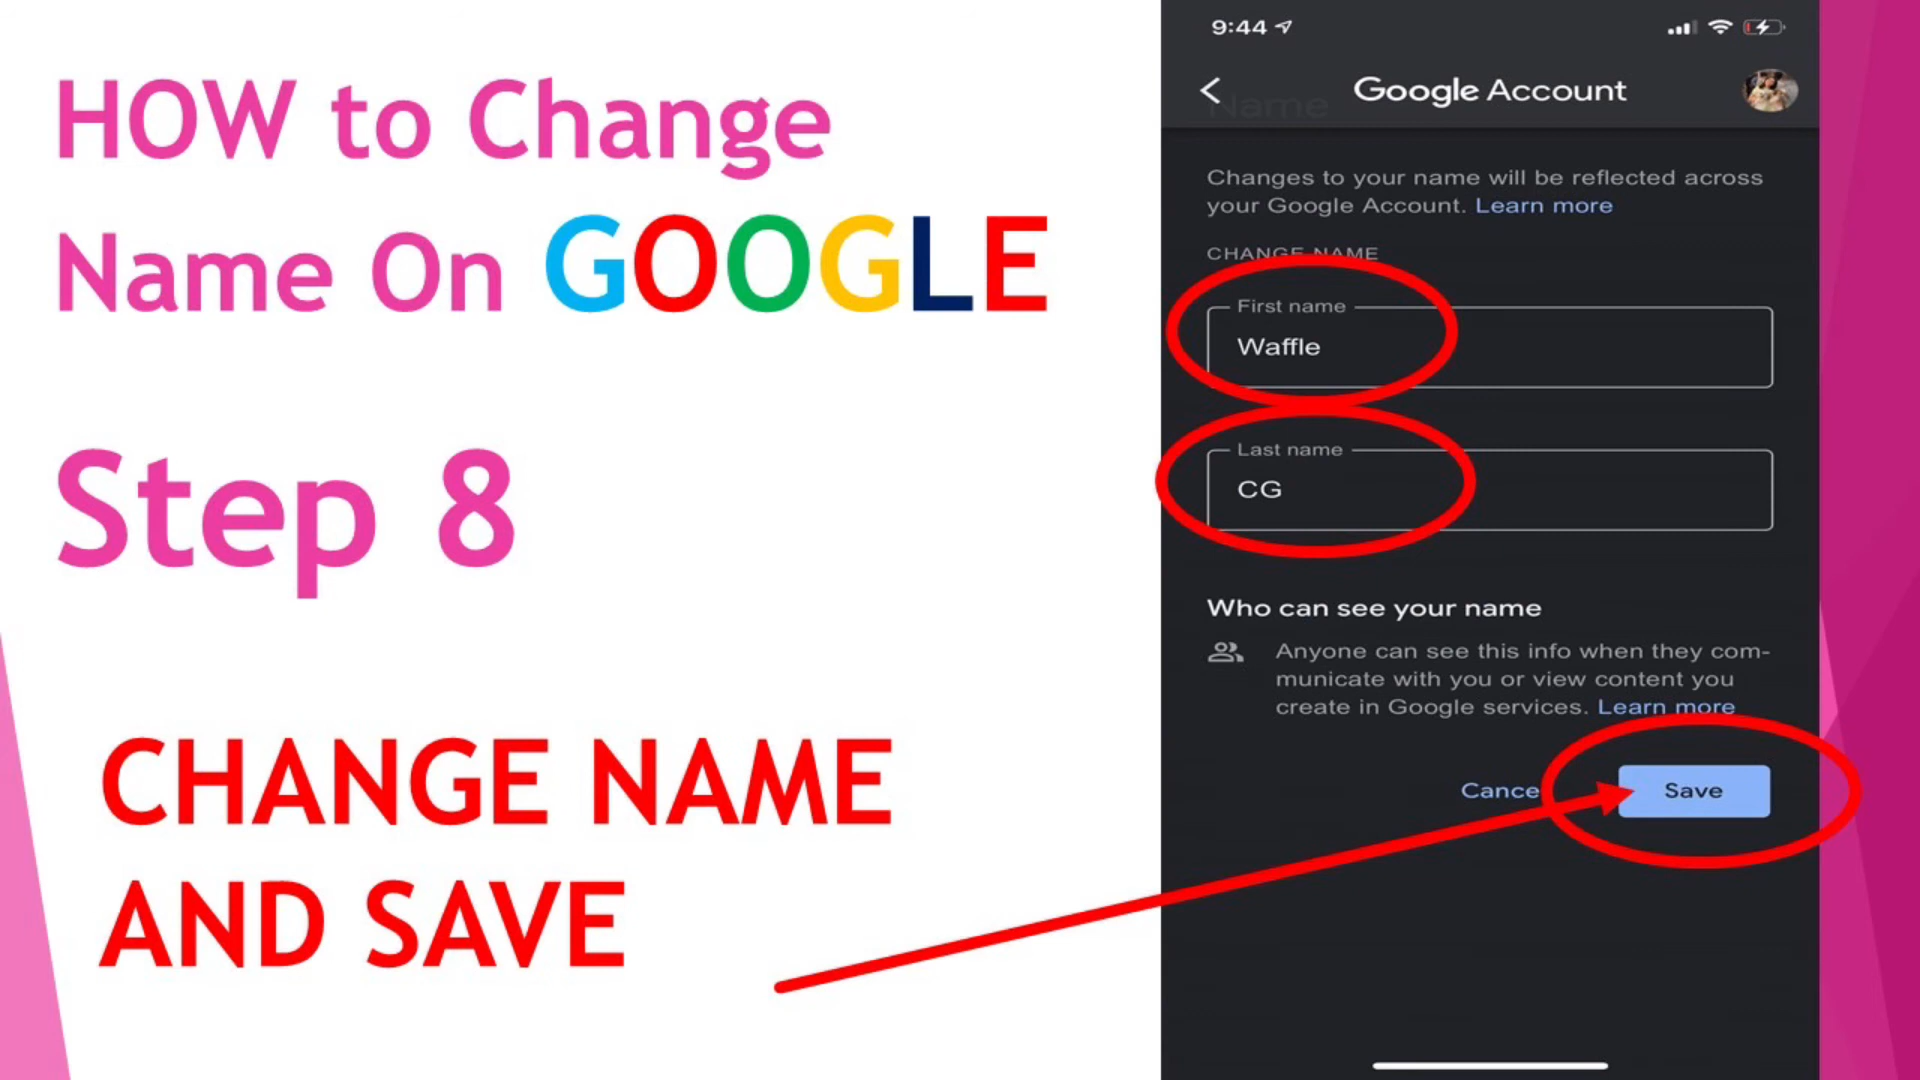 HOW to Change
Name On GOOGLE
Step 8
CHANGE NAME
AND SAVE
9:44
Name
Google Account
Changes to your name will be reflected across
your Google Account. Learn more
CHANGE NAME
First name
Waffle
Last name
CG
Who can see your name
Anyone can see this info when they com-
municate with you or view content you
create in Google services. Learn more
Cance
Save